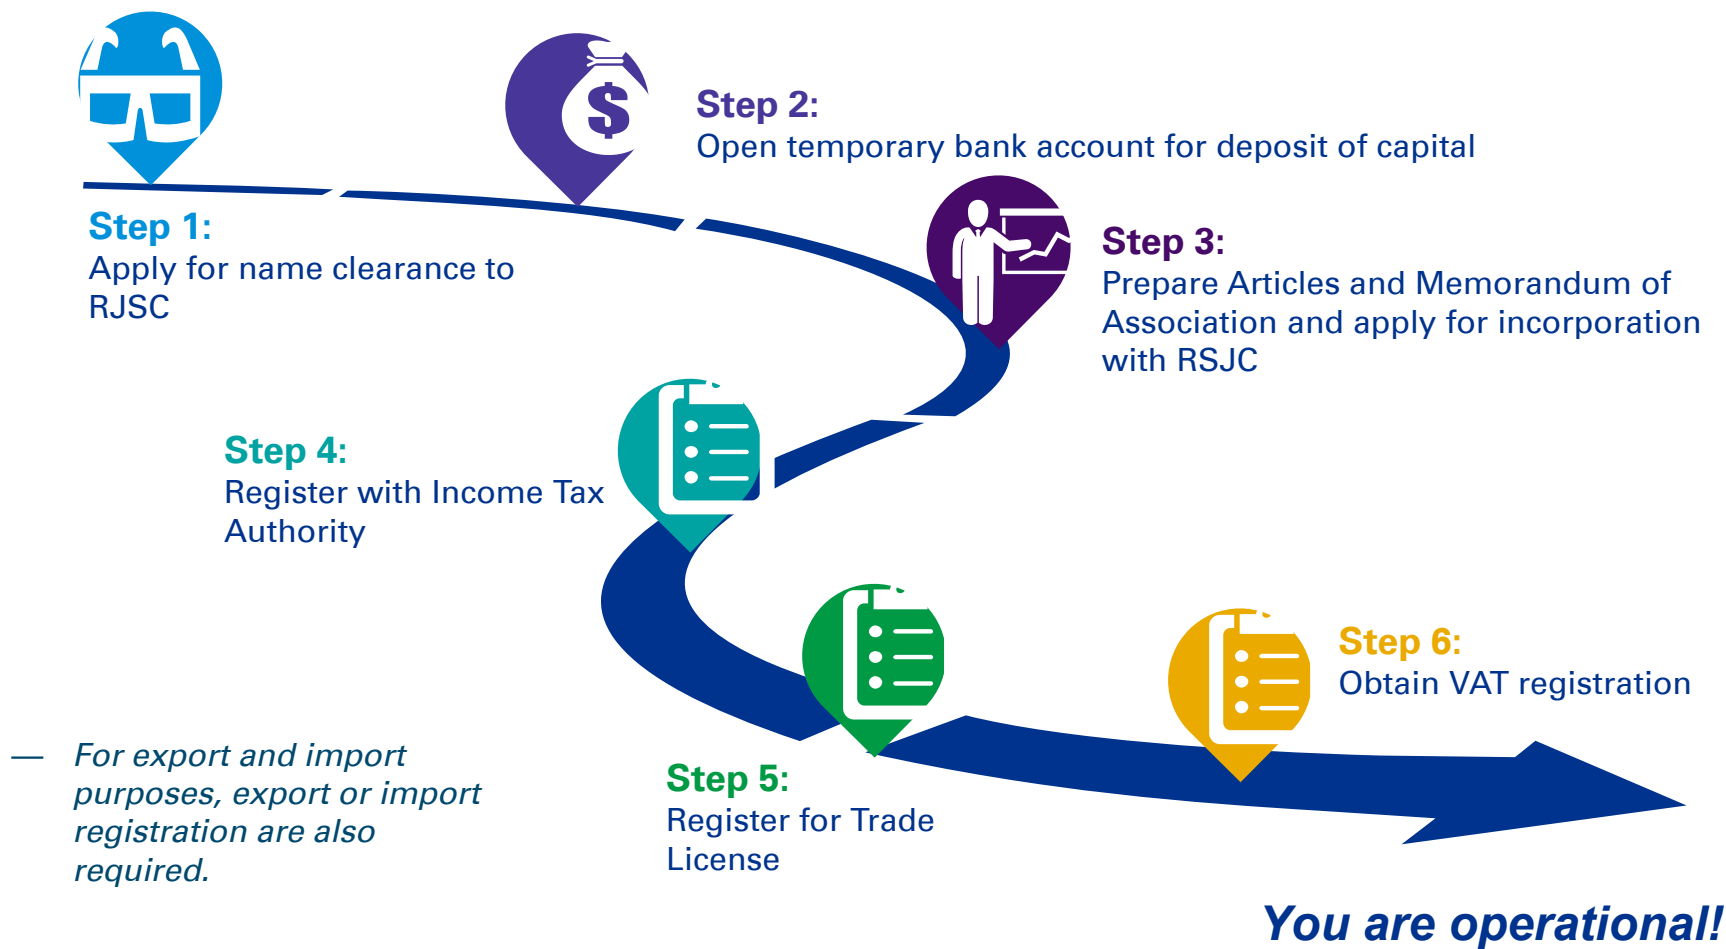 Step 1:
Apply for name clearance to
RJSC
$
Step 2:
Open temporary bank account for deposit of capital
Step 3:
Prepare Articles and Memorandum of
Association and apply for incorporation
with RSJC
Step 4:
Register with Income Tax
Authority
Step 5:
Register for Trade
License
Step 6:
Obtain VAT registration
— For export and import
purposes, export or import
registration are also
required.
You are operational!